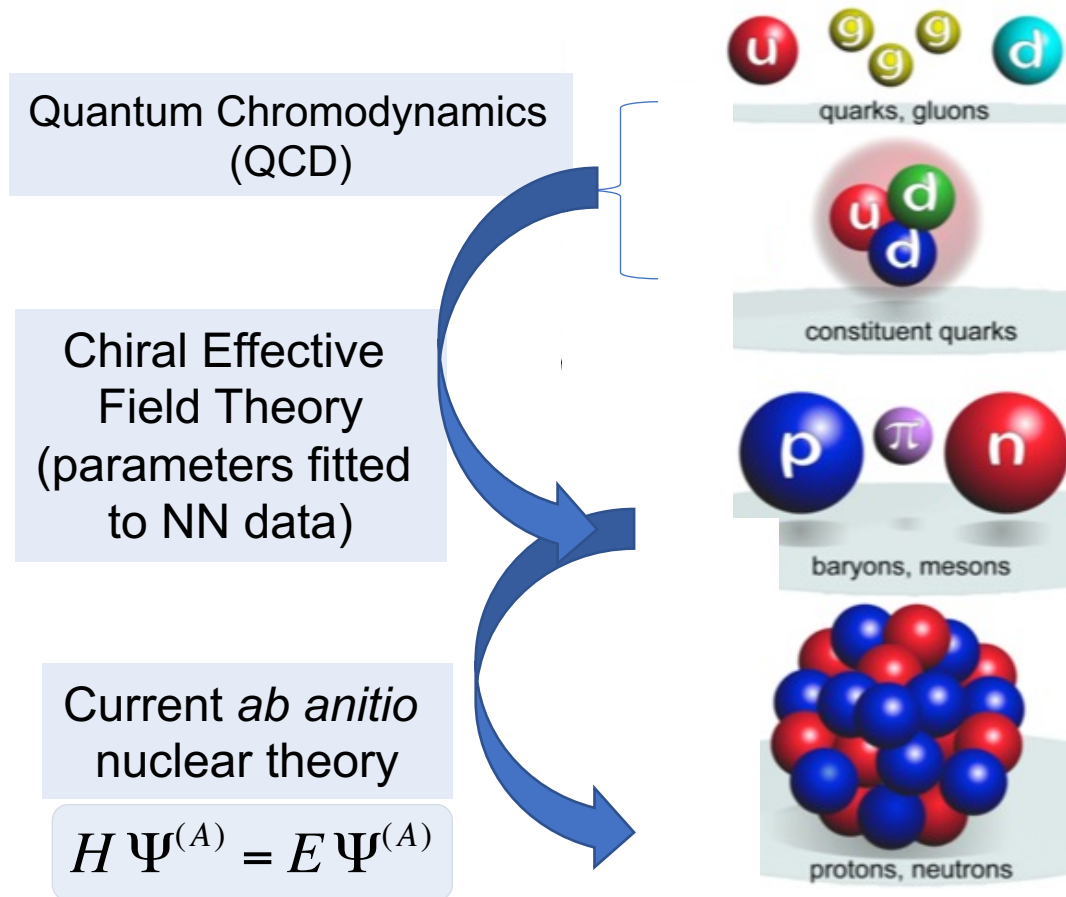 u g g g d
quarks, gluons
Quantum Chromodynamics
(QCD)
u d
d
constituent quarks
Chiral Effective
Field Theory
(parameters fitted
to NN data)
p π n
baryons, mesons
Current ab anitio
nuclear theory
H Ψ(A) = E Ψ(A)
protons, neutrons